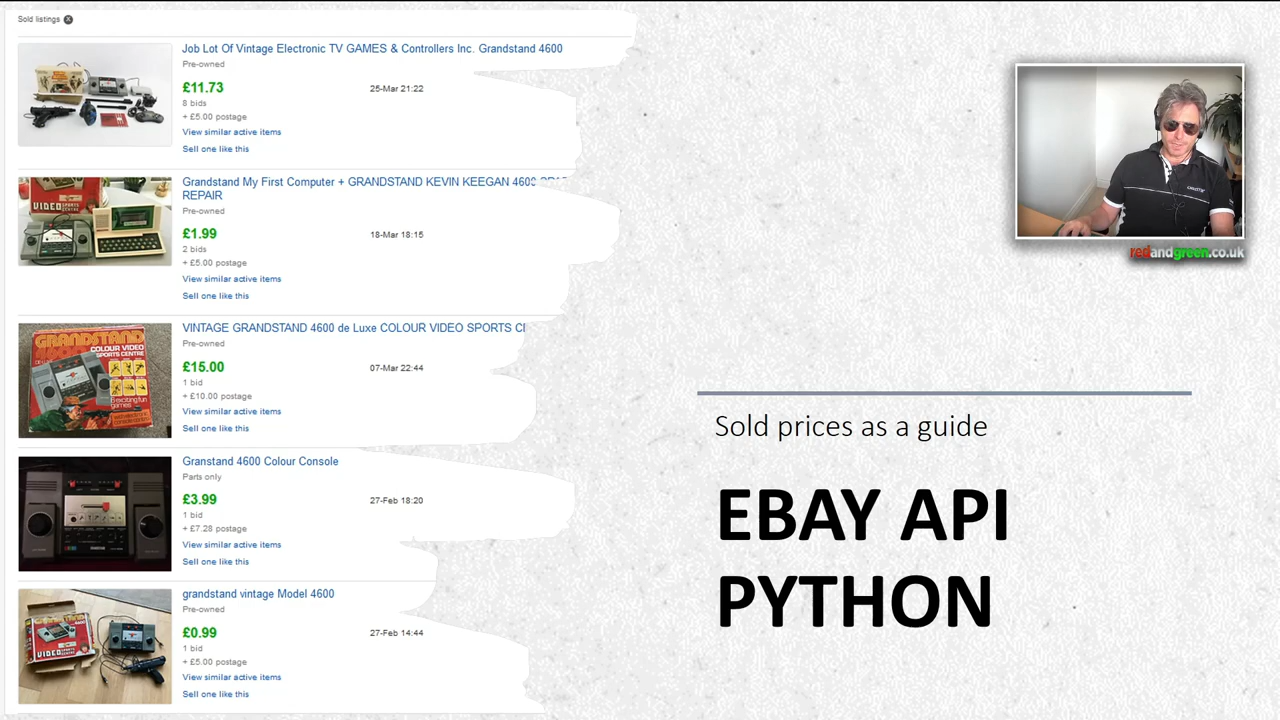 Sold listings
Job Lot Of Vintage Electronic TV GAMES & Controllers Inc. Grandstand 4600
Pre-owned
£11.73
25-Mar 21:22
8 bids
+ £5.00 postage
View similar active items
Sell one like this
Grandstand My First Computer + GRANDSTAND KEVIN KEEGAN 4600
REPAIR
Pre-owned
£1.99
18-Mar 18:15
2 bids
+ £5.00 postage
View similar active items
Sell one like this
GRANDSTAND
COLOUR VIDEO
SPORTS CENTRE
VINTAGE GRANDSTAND 4600 de Luxe COLOUR VIDEO SPORTS
Pre-owned
£15.00
07-Mar 22:44
1 bid
+ £10.00 postage
View similar active items
Sell one like this
Granstand 4600 Colour Console
Parts only
£3.99
27-Feb 18:20
1 bid
+ £7.28 postage
View similar active items
Sell one like this
grandstand vintage Model 4600
Pre-owned
£0.99
27-Feb 14:44
1 bid
+ £5.00 postage
View similar active items
Sell one like this
redandgreen.co.uk
Sold prices as a guide
EBAY API
PYTHON